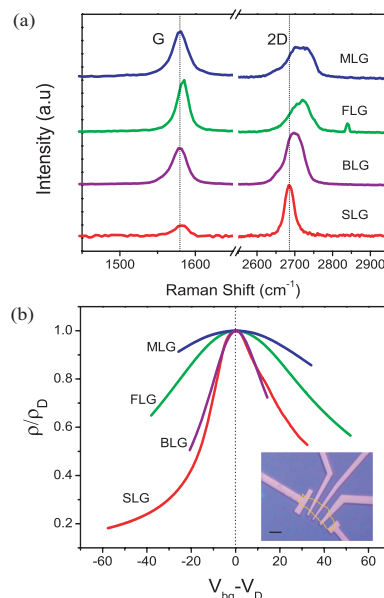 (a)
G
2D
MLG
FLG
BLG
SLG
Intensity (a.u)
1500 1600 2600 2700 2800 2900
Raman Shift (cm⁻¹)
(b)
1.0
0.8
0.6
0.4
0.2
ρ/ρD
MLG
FLG
BLG
SLG
-60 -40 -20 0 20 40 60
Vbg-VD